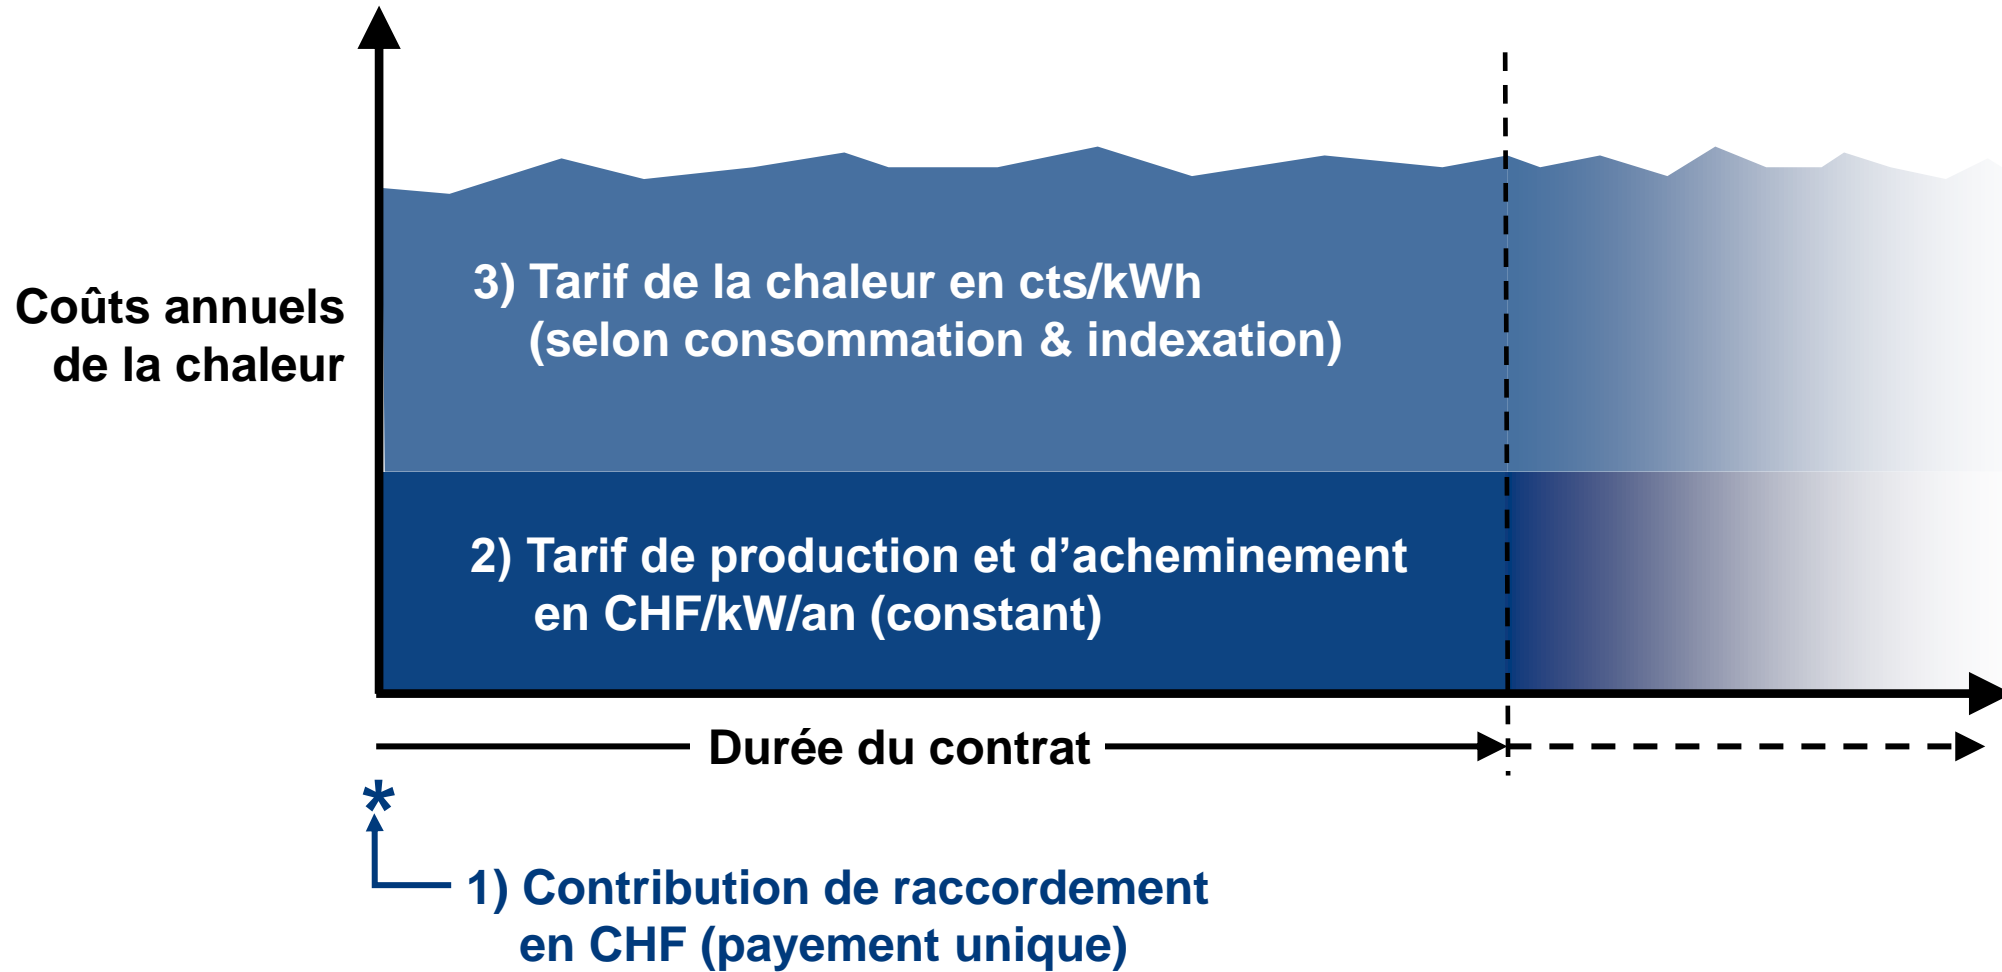 3) Tarif de la chaleur en cts/kWh
(selon consommation & indexation)
Coûts annuels
de la chaleur
2) Tarif de production et d’acheminement
en CHF/kW/an (constant)
Durée du contrat
*
1) Contribution de raccordement
en CHF (payement unique)